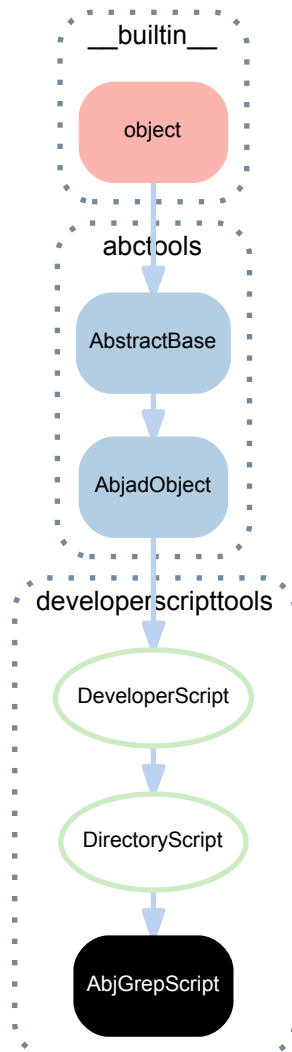 __builtin__
object
abctools
AbstractBase
AbjadObject
developerscripttools
DeveloperScript
DirectoryScript
AbjGrepScript